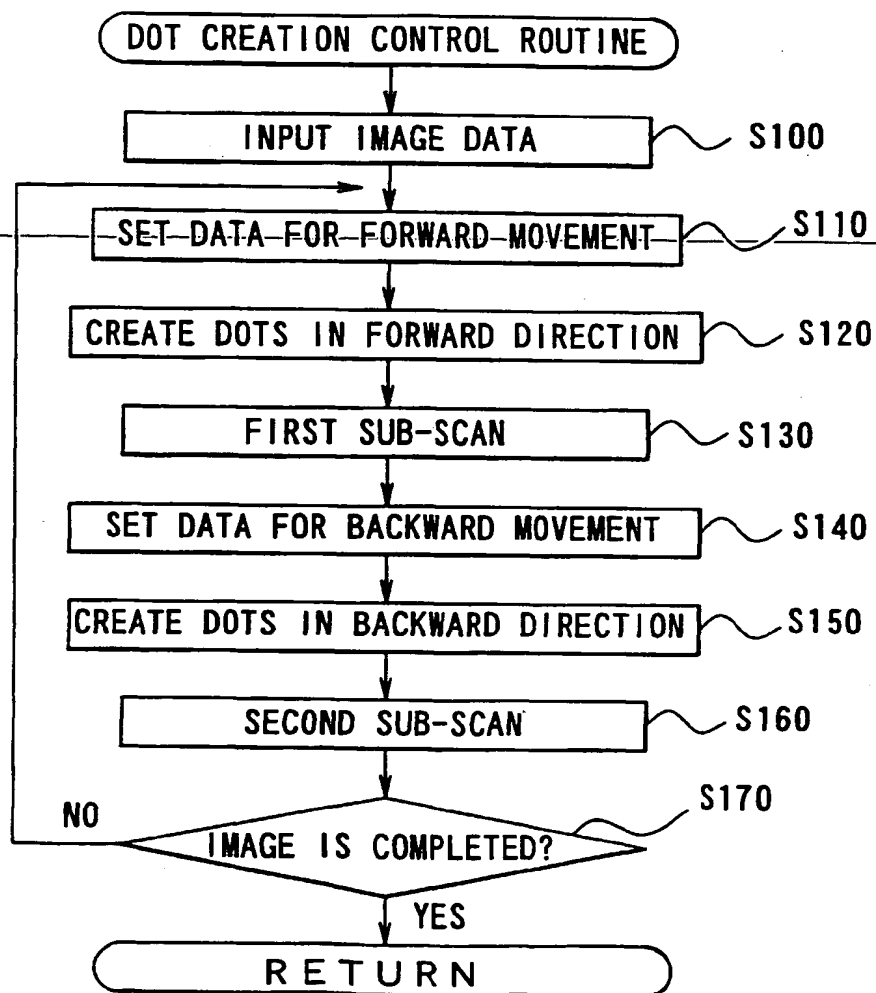 DOT CREATION CONTROL ROUTINE
INPUT IMAGE DATA S100
SET DATA FOR FORWARD MOVEMENT S110
CREATE DOTS IN FORWARD DIRECTION S120
FIRST SUB-SCAN S130
SET DATA FOR BACKWARD MOVEMENT S140
CREATE DOTS IN BACKWARD DIRECTION S150
SECOND SUB-SCAN S160
S170
NO IMAGE IS COMPLETED?
YES
RETURN